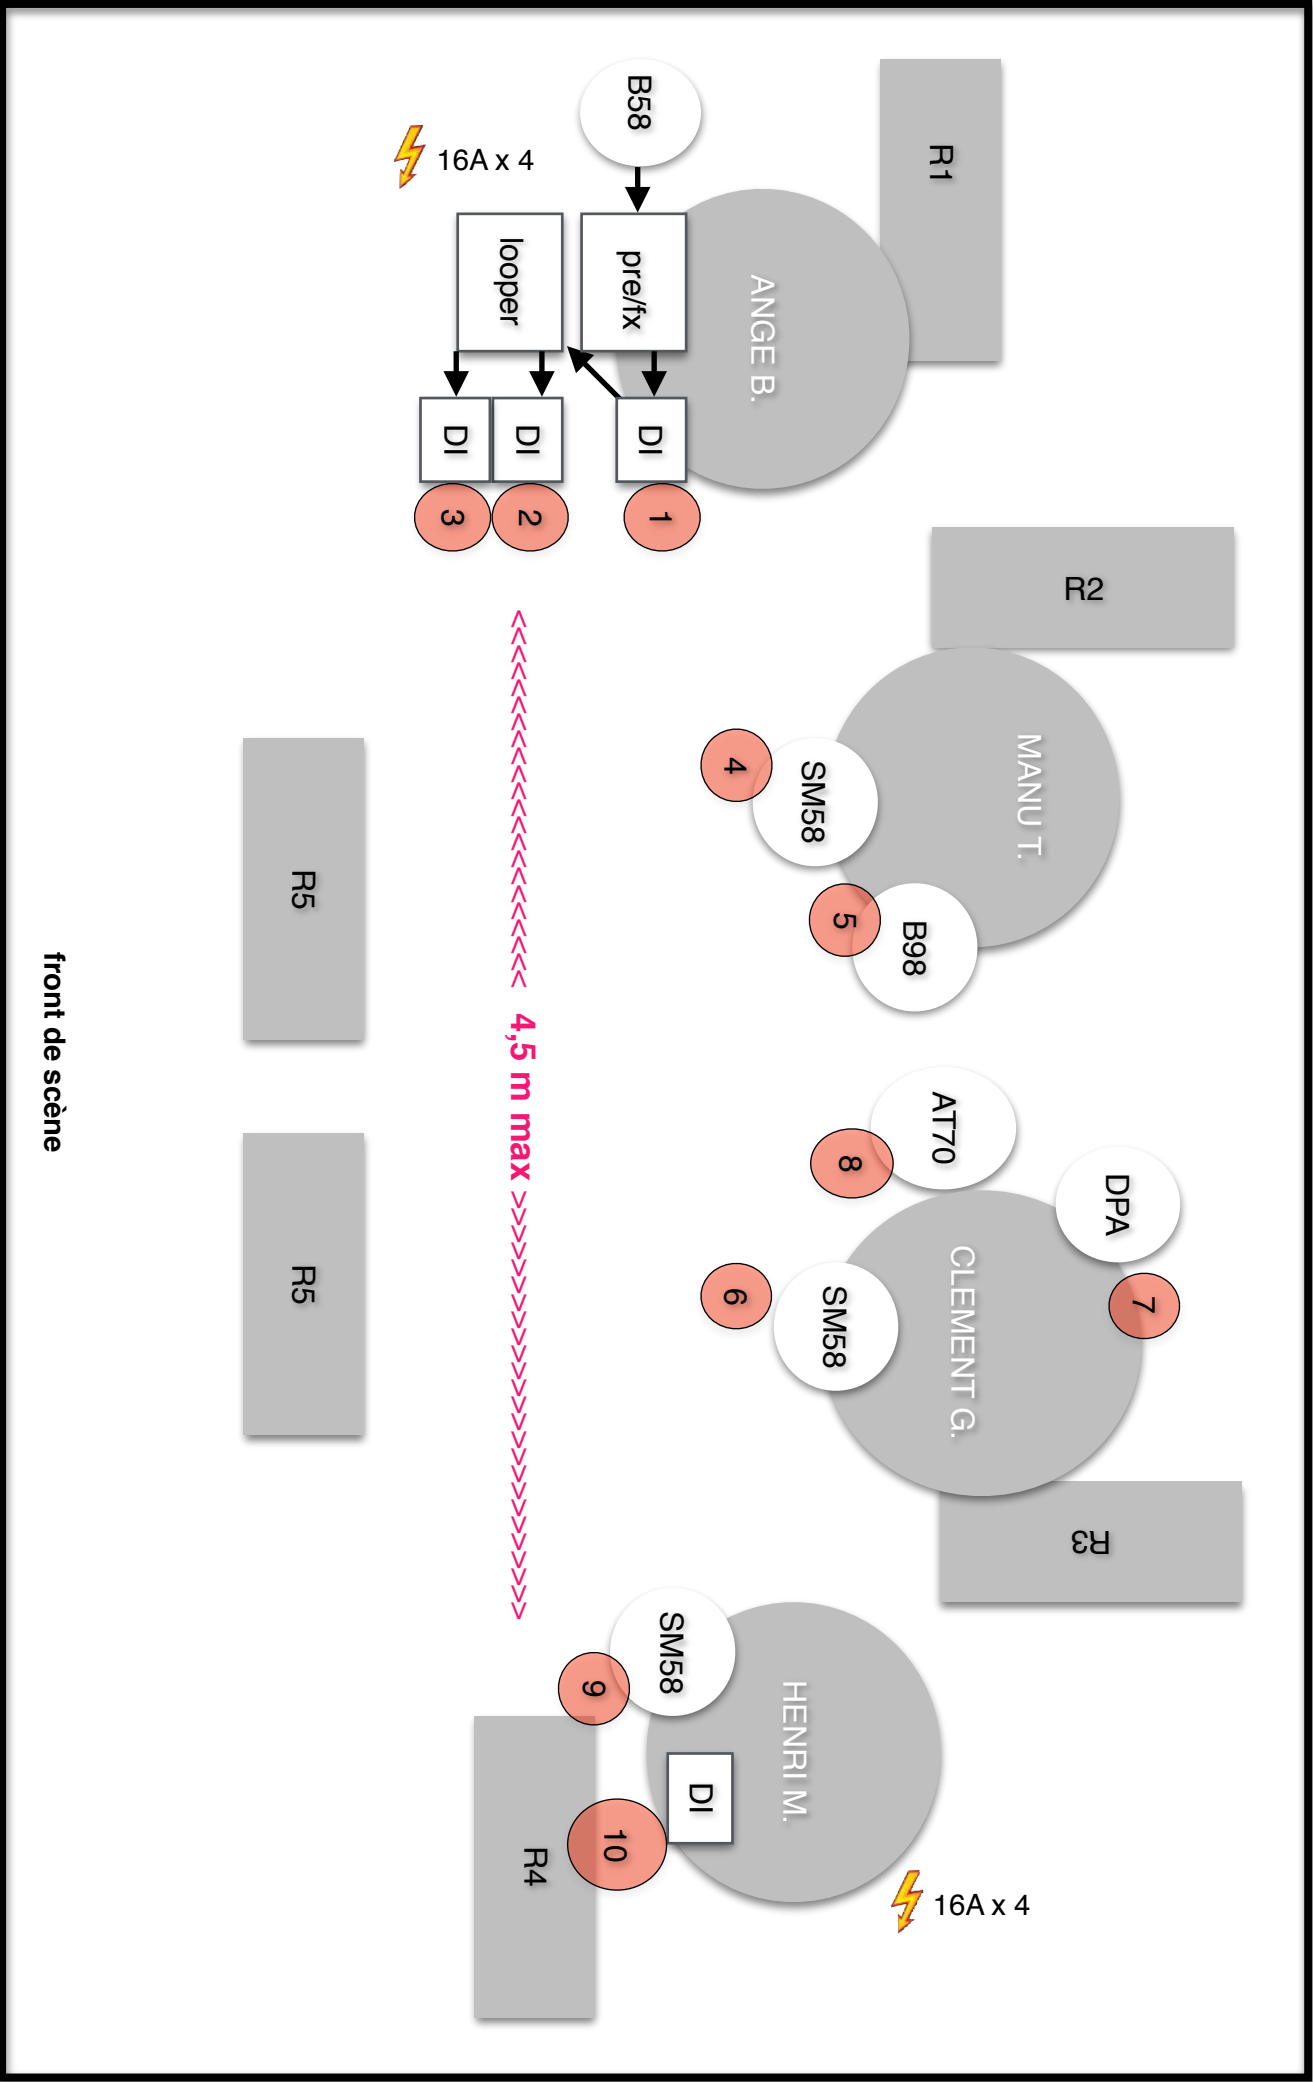 R1
B58
16A x 4
pre/fx
looper
ANGE B.
DI
DI
DI
1
2
3
R2
MANU T.
SM58
4
B98
5
<<<<<<<<<<<<<<<<<<<<<< 4,5 m max >>>>>>>>>>>>>>>>>>>>>>>>>
AT70
8
DPA
7
CLEMENT G.
SM58
6
R3
SM58
9
HENRI M.
DI
10
R4
16A x 4
R5
R5
front de scène